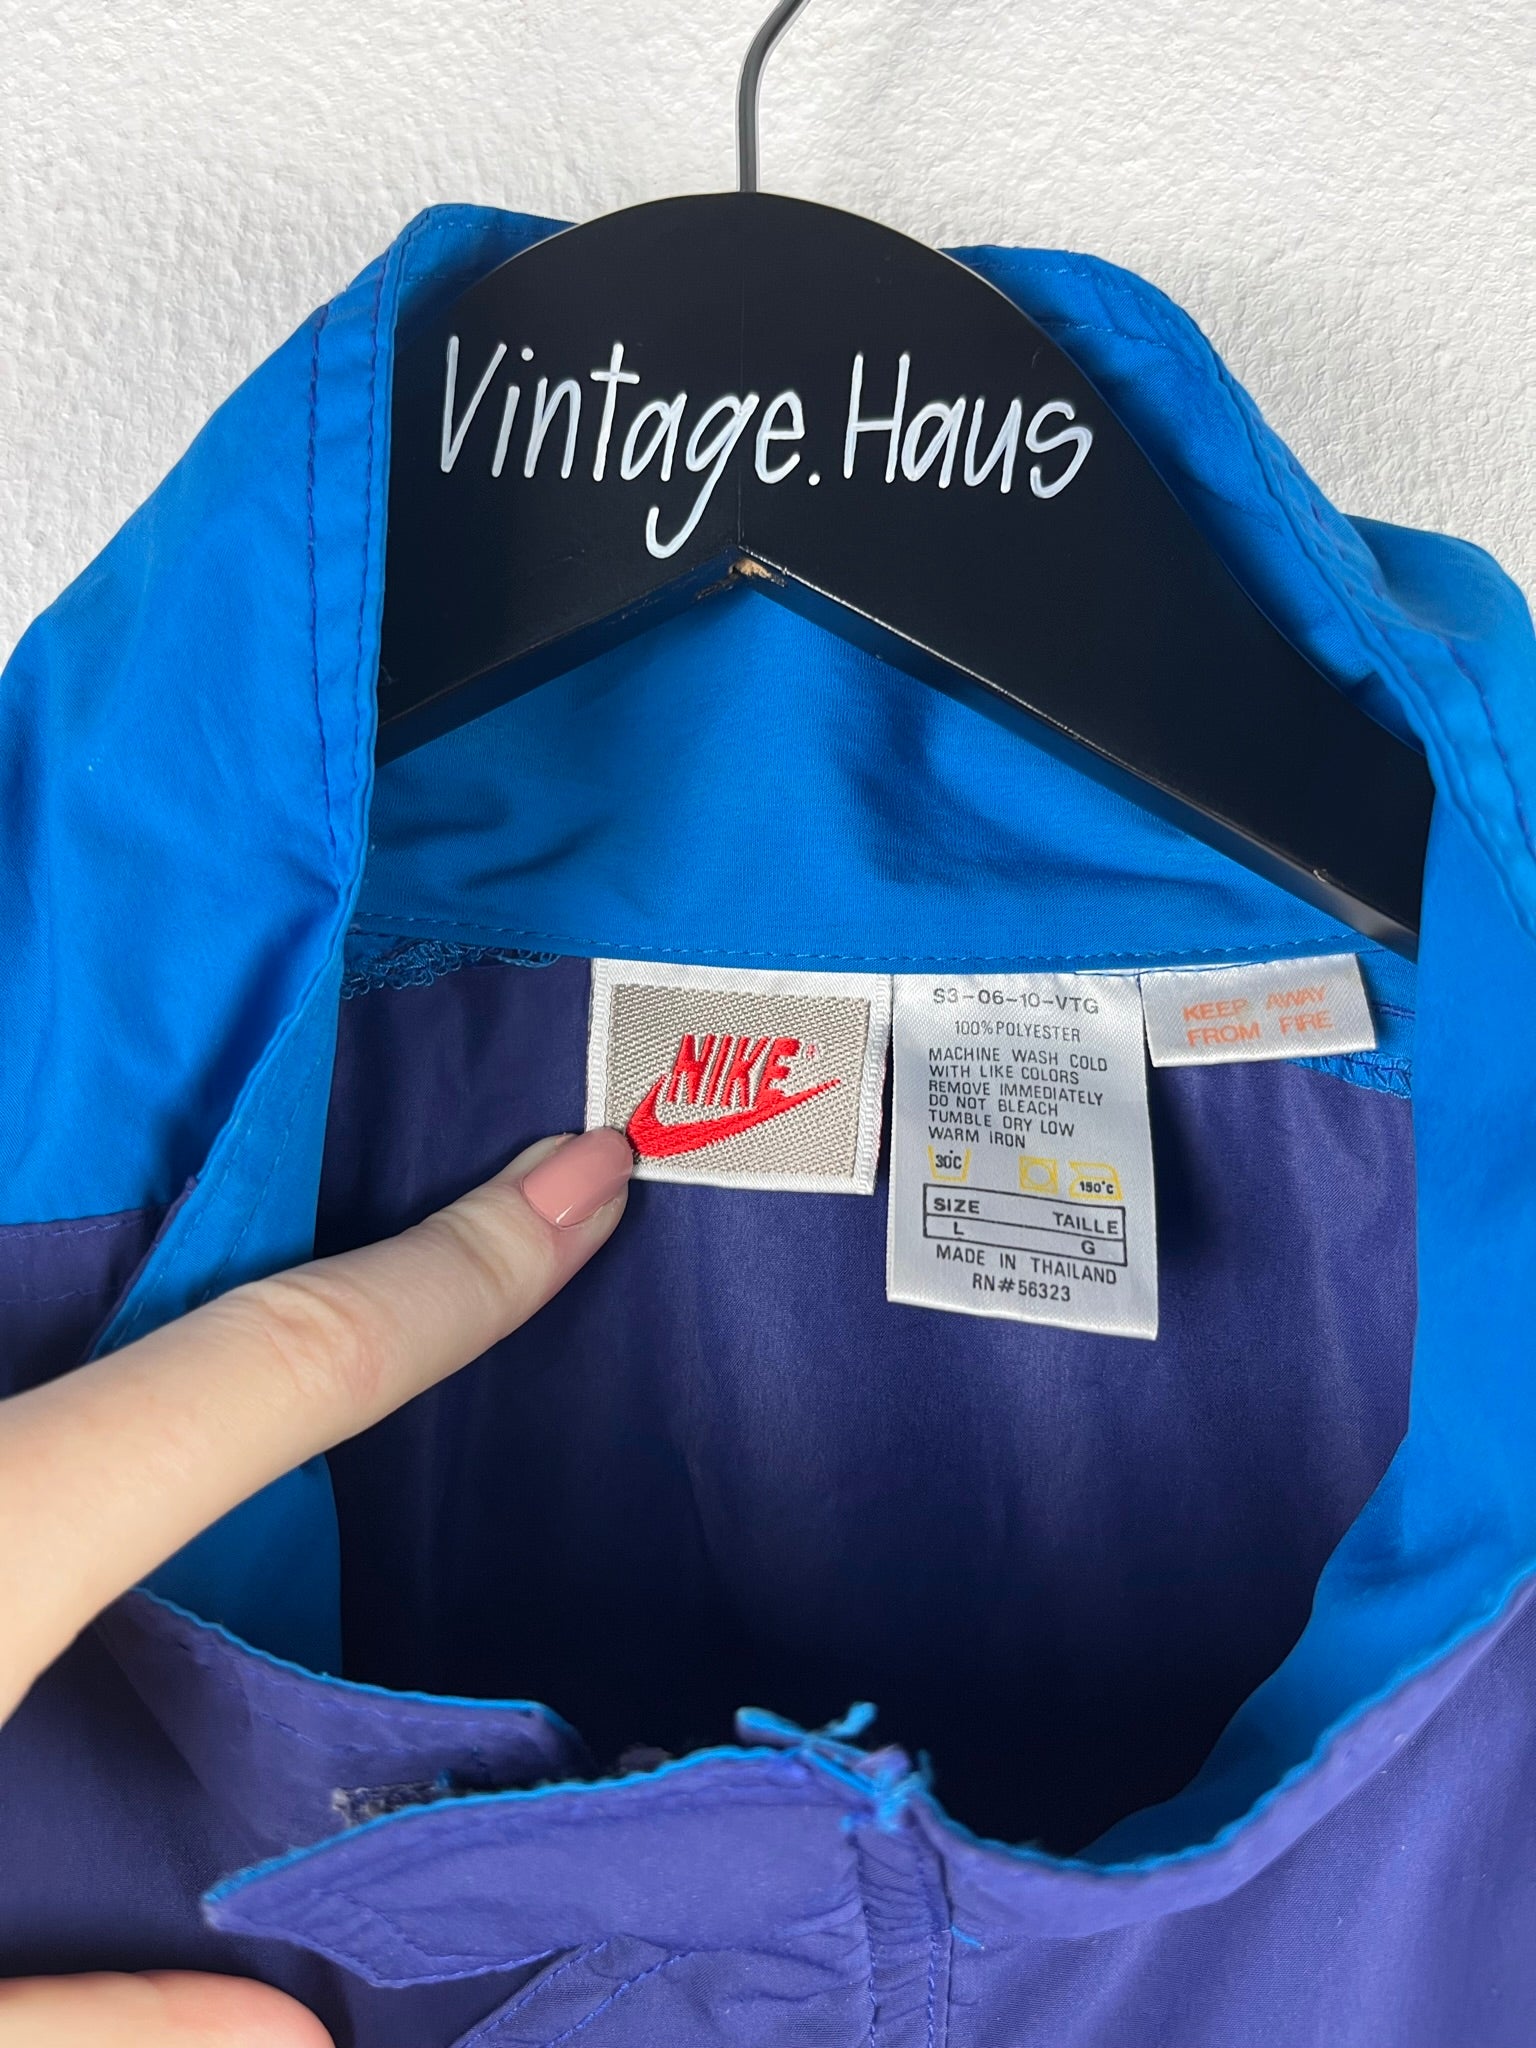 Vintage.Haus
NIKE
S3-06-10-VTG
100%POLYESTER
MACHINE WASH COLD
WITH LIKE COLORS
REMOVE IMMEDIATELY
DO NOT BLEACH
TUMBLE DRY LOW
WARM IRON
30°C
150°C
SIZE TAILLE
L G
MADE IN THAILAND
RN#56323
KEEP AWAY
FROM FIRE